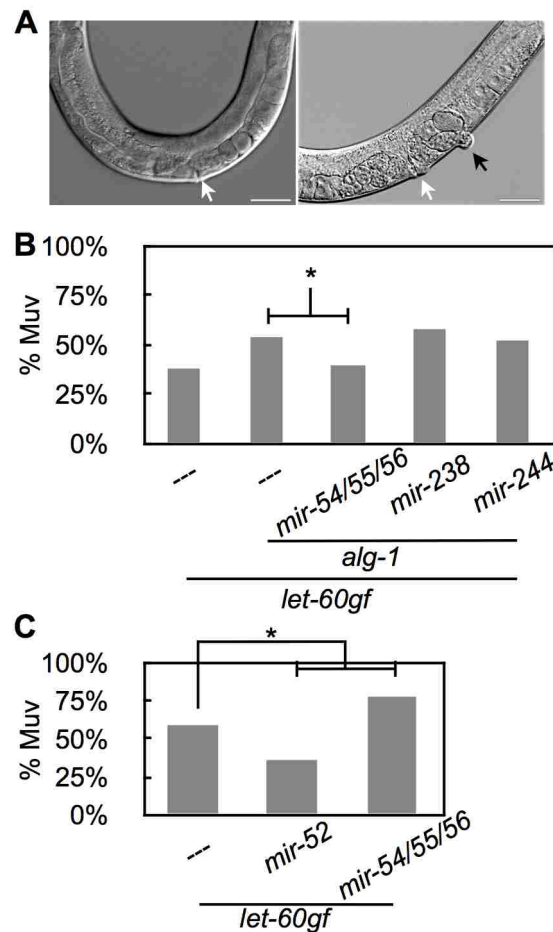 A
B
100%
75%
50%
25%
0%
% Muv
*
---
---
mir-54/55/56
mir-238
mir-244
alg-1
let-60gf
C
100%
75%
50%
25%
0%
% Muv
*
---
mir-52
mir-54/55/56
let-60gf